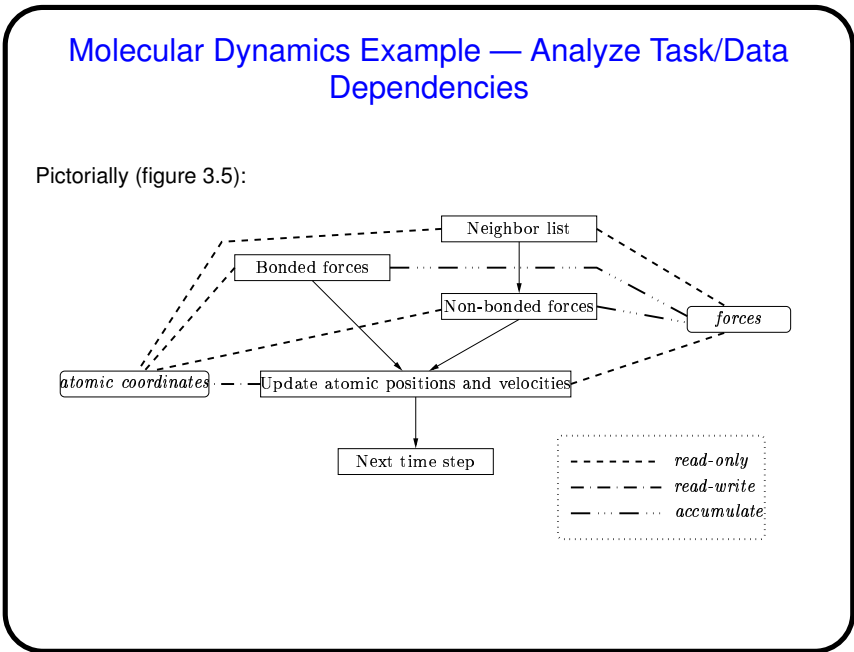 Molecular Dynamics Example — Analyze Task/Data
Dependencies
Pictorially (figure 3.5):
Neighbor list
Bonded forces
Non-bonded forces
forces
atomic coordinates
Update atomic positions and velocities
Next time step
read-only
read-write
accumulate